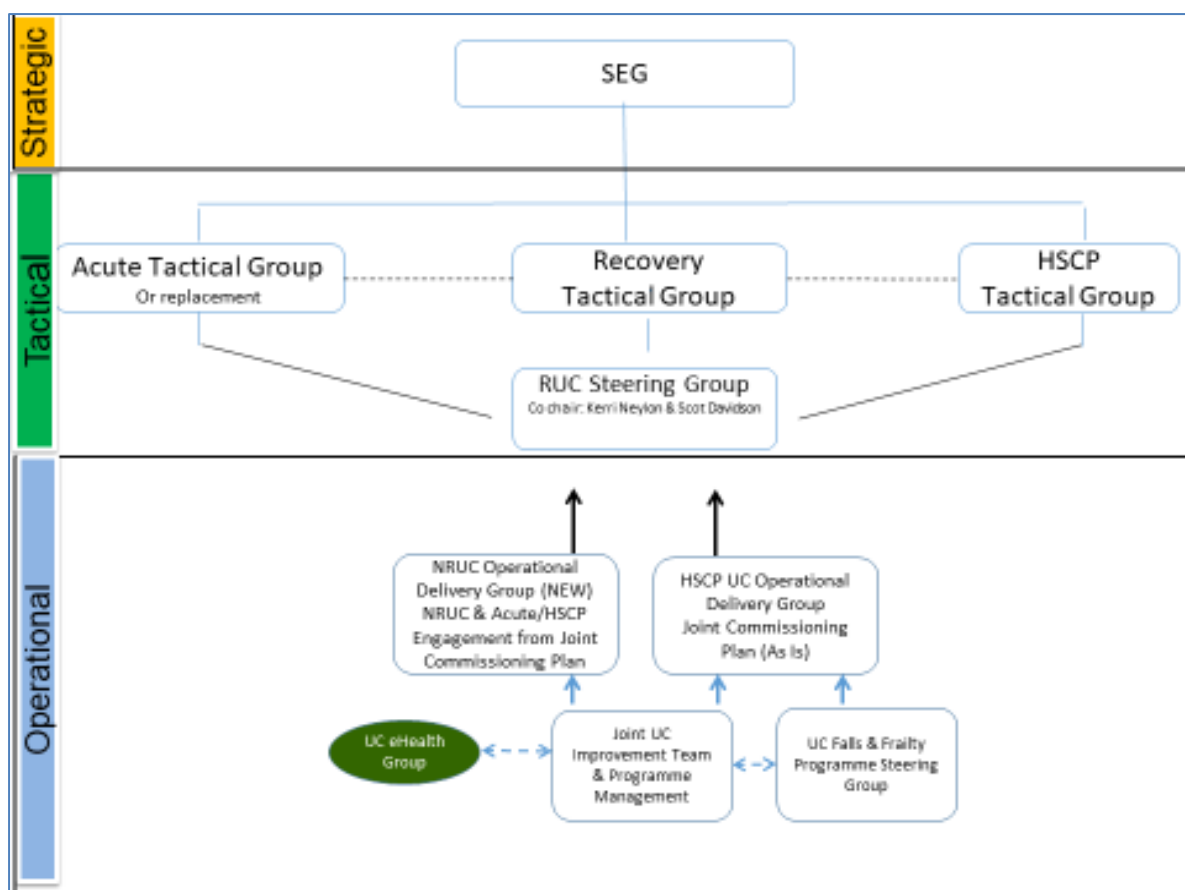 Strategic
SEG
Tactical
Acute Tactical Group
Or replacement
Recovery
Tactical Group
HSCP
Tactical Group
RUC Steering Group
Co chair: Kerri Neylon & Scot Davidson
Operational
NRUC Operational
Delivery Group (NEW)
NRUC & Acute/HSCP
Engagement from Joint
Commissioning Plan
HSCP UC Operational
Delivery Group
Joint Commissioning
Plan (As Is)
UC eHealth
Group
Joint UC
Improvement Team
& Programme
Management
UC Falls & Frailty
Programme Steering
Group